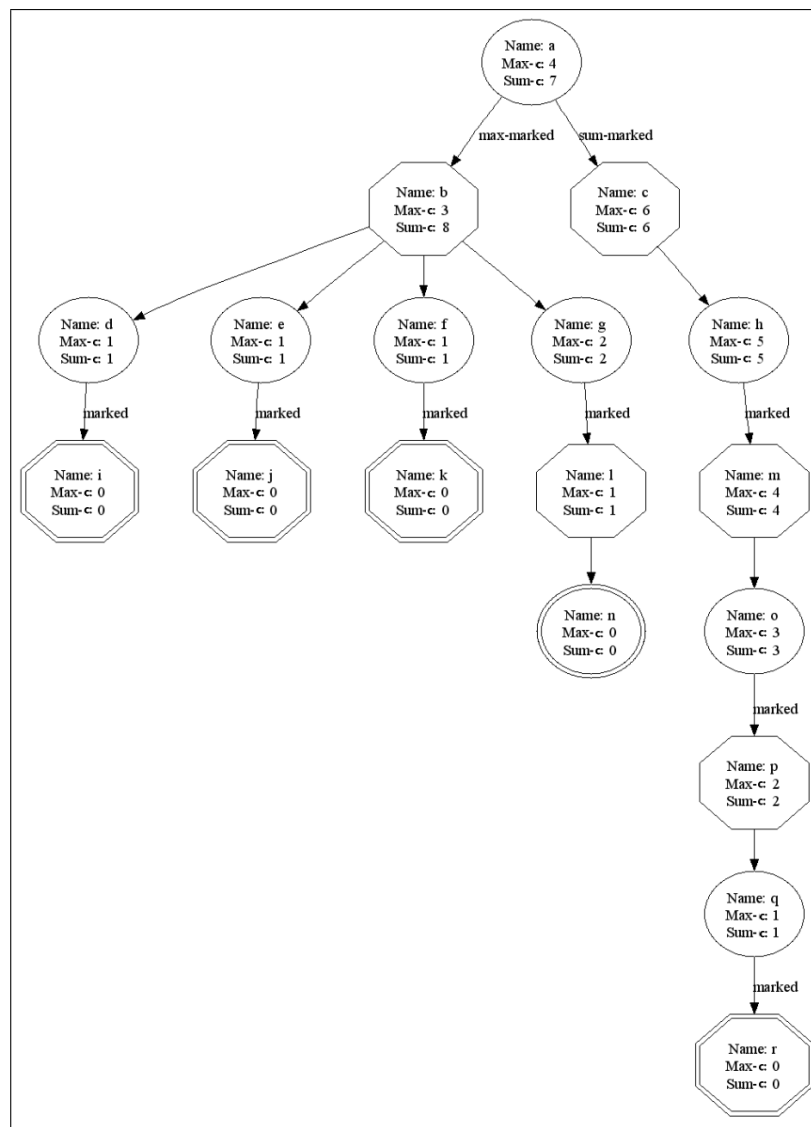 Name: a
Max-c: 4
Sum-c: 7
max-marked
sum-marked
Name: b
Max-c: 3
Sum-c: 8
Name: c
Max-c: 6
Sum-c: 6
Name: d
Max-c: 1
Sum-c: 1
Name: e
Max-c: 1
Sum-c: 1
Name: f
Max-c: 1
Sum-c: 1
Name: g
Max-c: 2
Sum-c: 2
Name: h
Max-c: 5
Sum-c: 5
marked
marked
marked
marked
marked
Name: i
Max-c: 0
Sum-c: 0
Name: j
Max-c: 0
Sum-c: 0
Name: k
Max-c: 0
Sum-c: 0
Name: l
Max-c: 1
Sum-c: 1
Name: m
Max-c: 4
Sum-c: 4
Name: n
Max-c: 0
Sum-c: 0
Name: o
Max-c: 3
Sum-c: 3
marked
Name: p
Max-c: 2
Sum-c: 2
Name: q
Max-c: 1
Sum-c: 1
marked
Name: r
Max-c: 0
Sum-c: 0